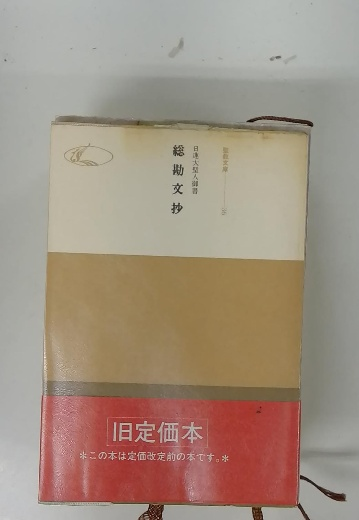 日蓮大聖人御書
総勘文抄
旧定価本
＊この本は定価改定前の本です。＊